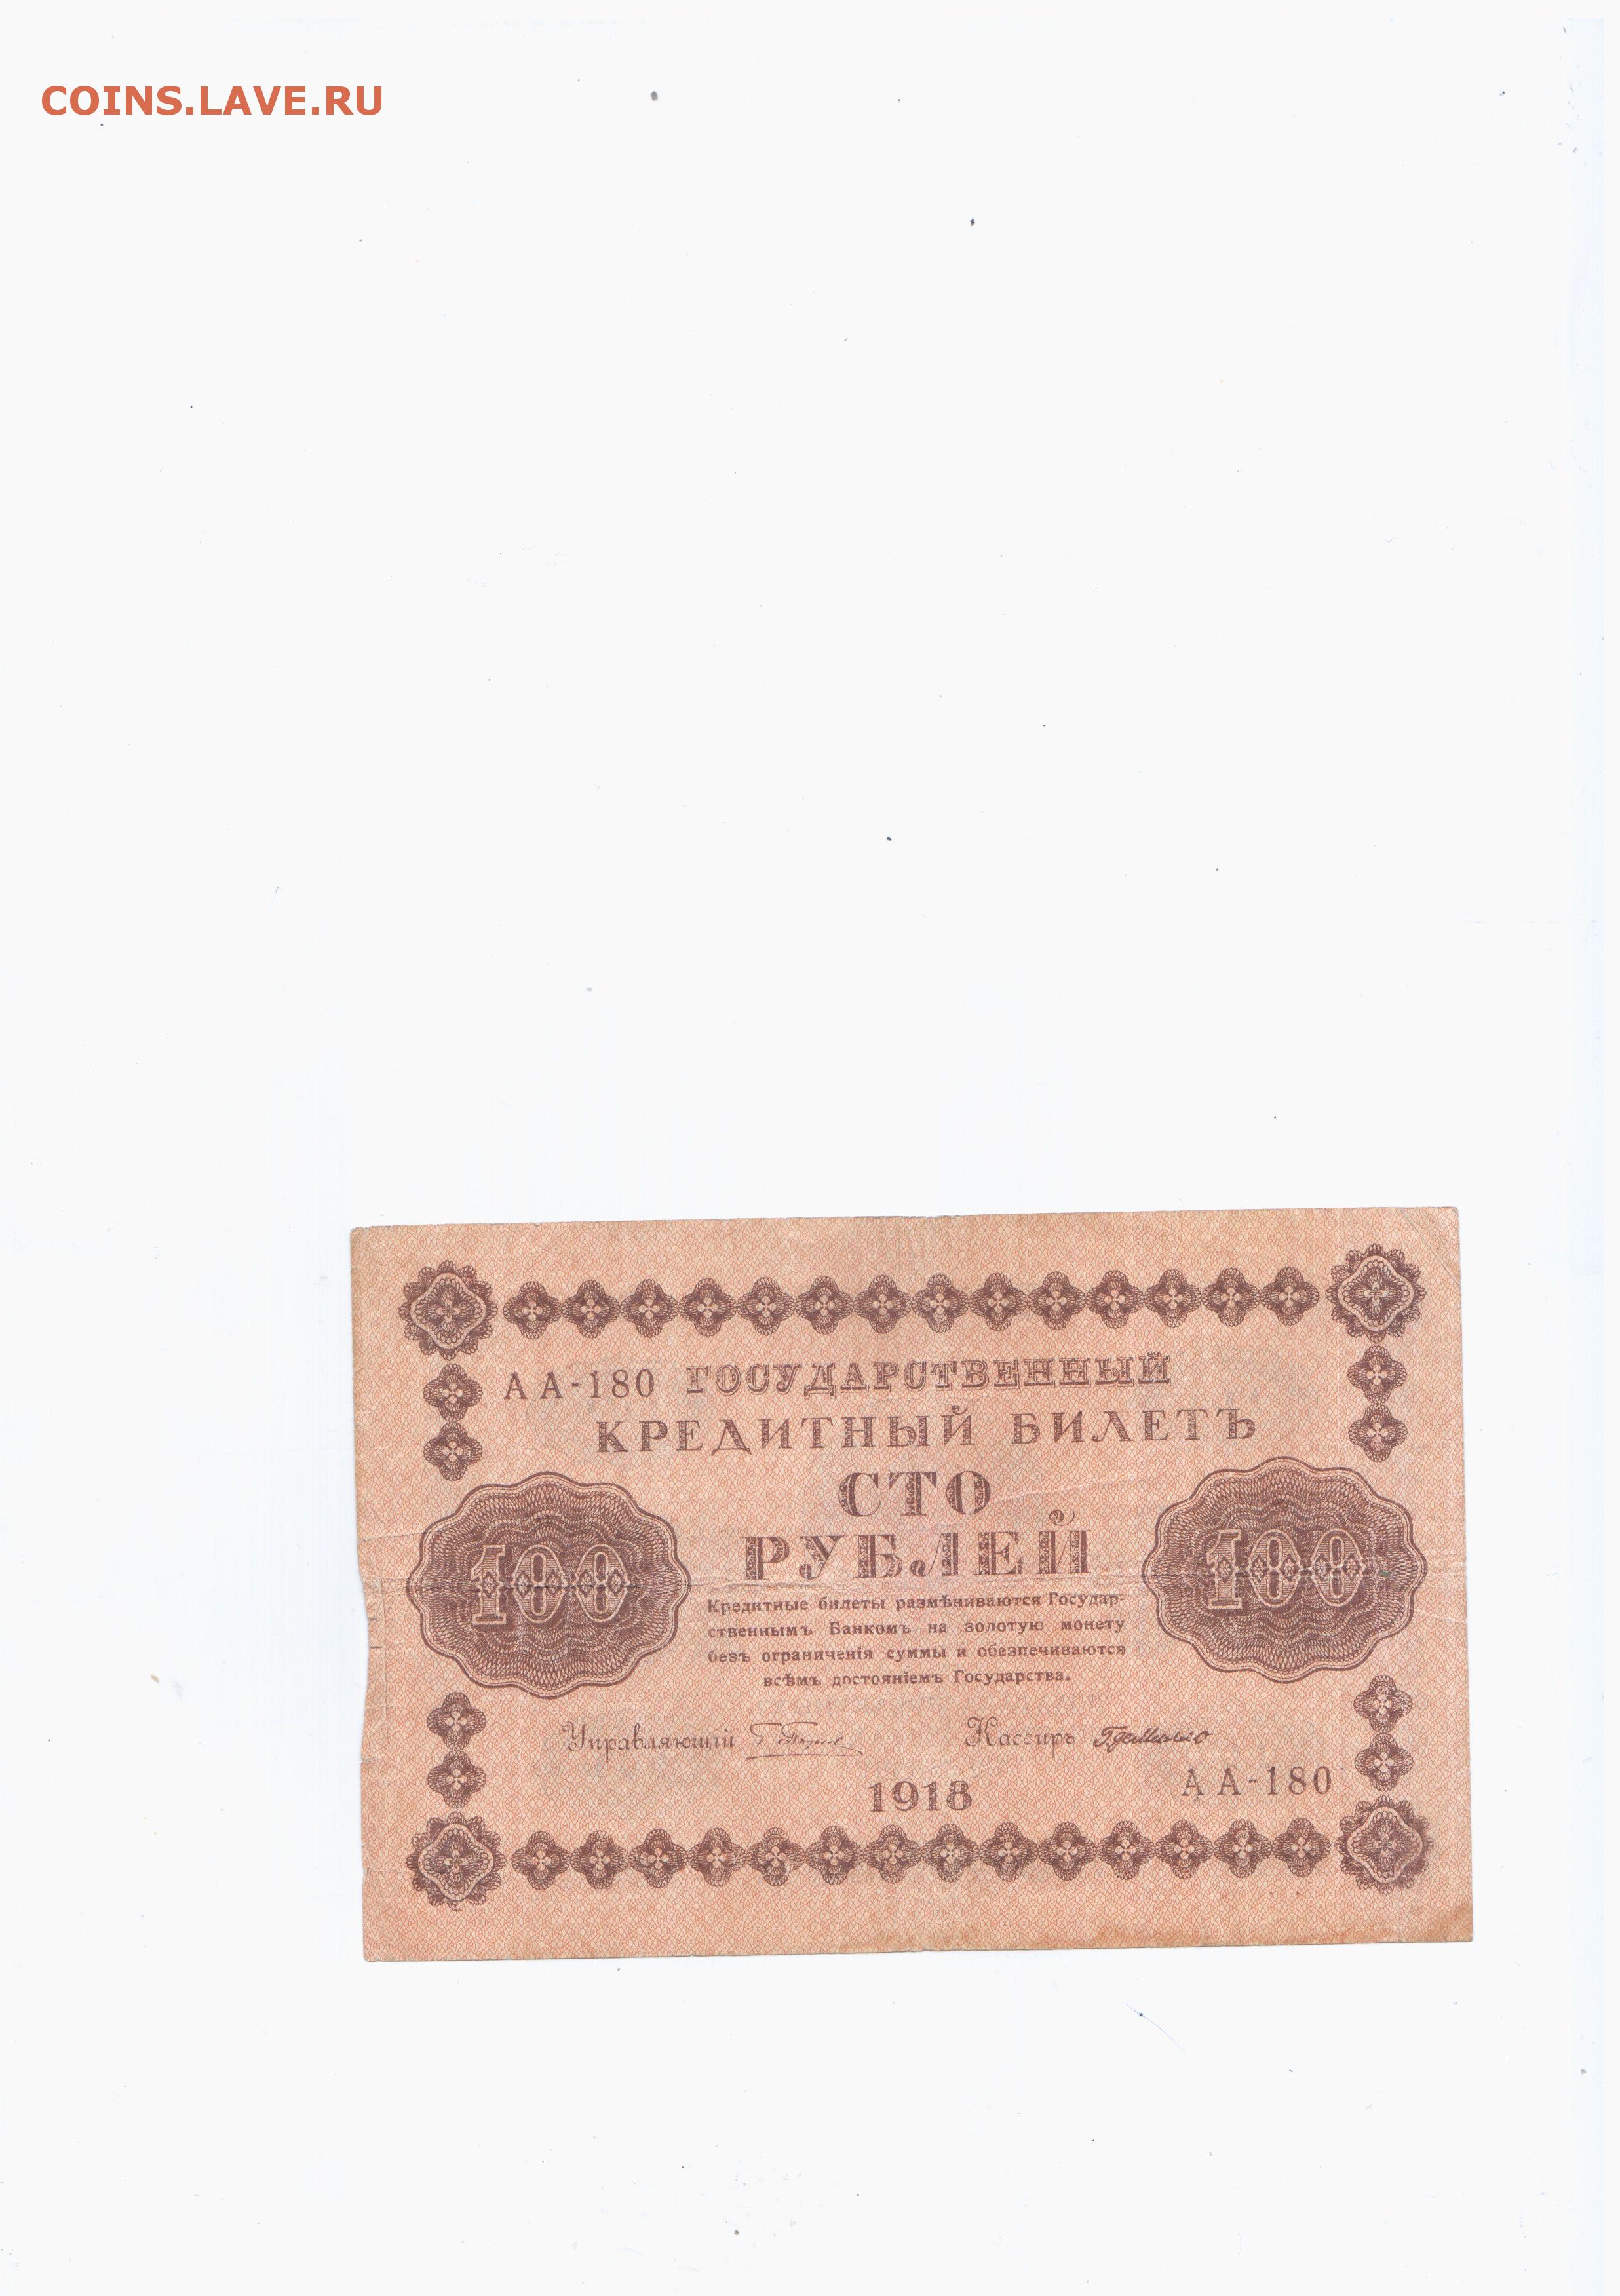 COINS.LAVE.RU
АА-180 ГОСУДАРСТВЕННЫЙ
КРЕДИТНЫЙ БИЛЕТЪ
СТО
РУБЛЕЙ
100
100
Кредитные билеты размѣниваются Государ-
ственнымъ Банкомъ на золотую монету
безъ ограниченія суммы и обезпечиваются
всѣмъ достояніемъ Государства.
Управляющій
Кассиръ
1918
АА-180